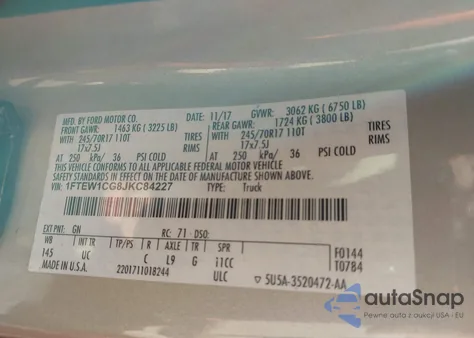 MFD. BY FORD MOTOR CO.
DATE: 11/17 GVWR: 3062 KG ( 6750 LB)
FRONT GAWR: 1463 KG ( 3225 LB) REAR GAWR: 1724 KG ( 3800 LB)
245/70R17 110T TIRES 245/70R17 110T TIRES
17x7.5J RIMS 17x7.5J RIMS
AT 250 kPa/ 36 PSI COLD AT 250 kPa/ 36 PSI COLD
THIS VEHICLE CONFORMS TO ALL APPLICABLE FEDERAL MOTOR VEHICLE
SAFETY STANDARDS IN EFFECT ON THE DATE OF MANUFACTURE SHOWN ABOVE.
VIN: 1FTEW1CG8JKC84227 TYPE: Truck
EXT PNT: GN RC: 71 DSO:
WB INT TR TP/PS R AXLE TR SPR F0144
145 UC C L9 G i1CC T0784
MADE IN U.S.A. 2201711018244 ULC ▽ 5U5A-3520472-AA
autaSnap
Pewne auta z dostawą z aukcji USA - EU